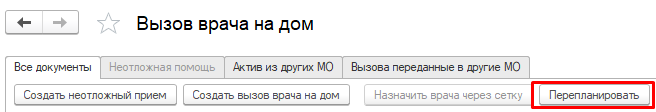 Вызов врача на дом
Все документы Неотложная помощь Актив из других МО Вызова переданные в другие МО
Создать неотложный прием Создать вызов врача на дом Назначить врача через сетку Перепланировать